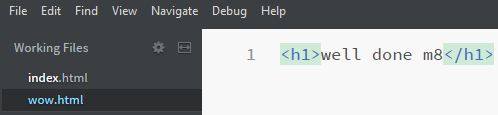 File Edit Find View Navigate Debug Help
Working Files
index.html
wow.html
1 <h1>well done m8</h1>